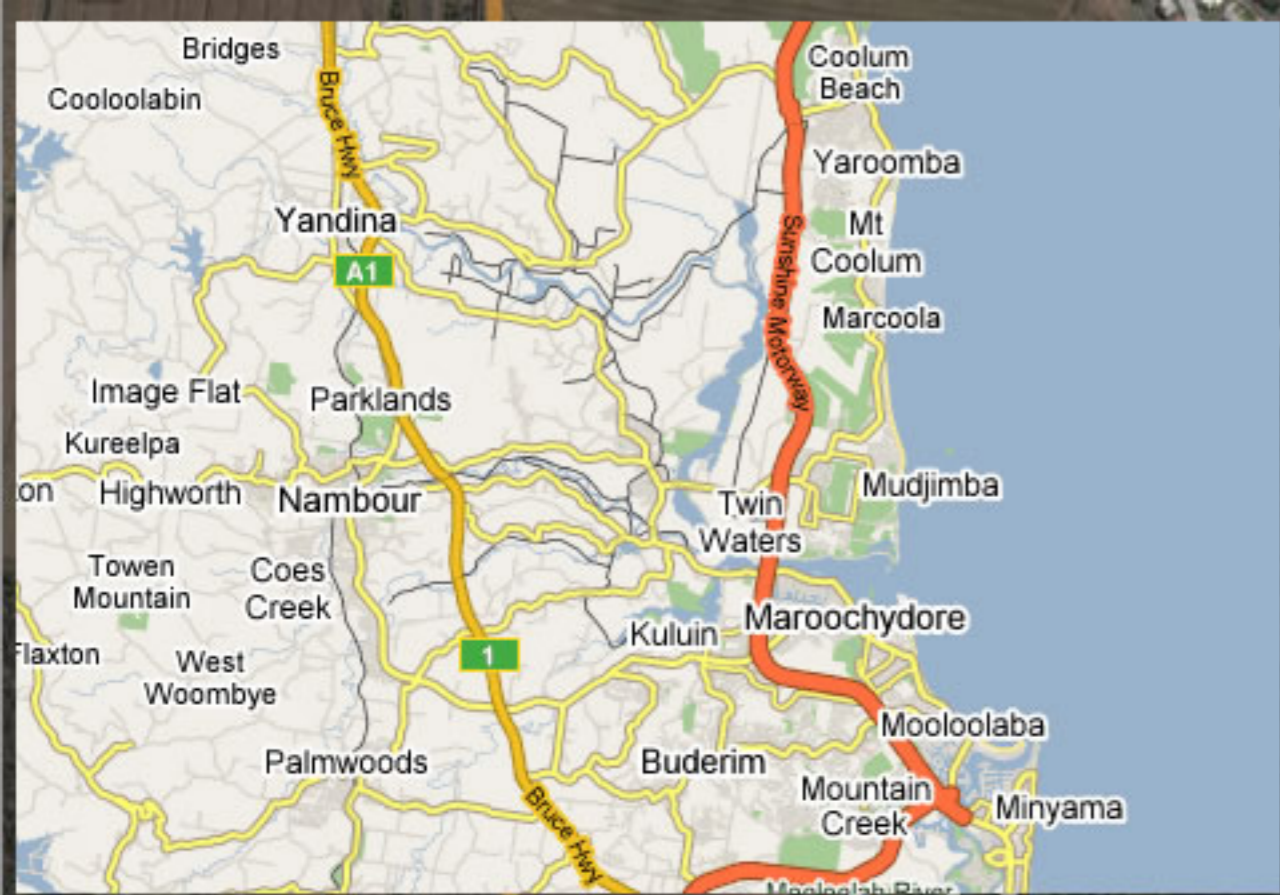 Bridges
Coolum
Beach
Cooloolabin
Bruce Hwy
Yaroomba
Yandina
Mt
Coolum
A1
Sunshine Motorway
Marcoola
Image Flat
Parklands
Kureelpa
Highworth
Nambour
Mudjimba
Twin
Waters
Towen
Mountain
Coes
Creek
Maroochydore
Kuluin
Flaxton
West
Woombye
1
Mooloolaba
Palmwoods
Buderim
Mountain
Creek
Minyama
Bruce Hwy
Mooloolah River